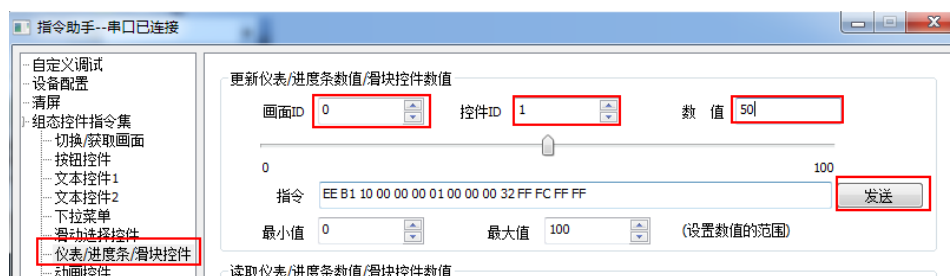 指令助手--串口已连接
自定义调试
设备配置
清屏
组态控件指令集
切换/获取画面
按钮控件
文本控件1
文本控件2
下拉菜单
滑动选择控件
仪表/进度条/滑块控件
动画控件
更新仪表/进度条数值/滑块控件数值
画面ID 0 控件ID 1 数 值 50
0 100
指令 EE B1 10 00 00 00 01 00 00 00 32 FF FC FF FF 发送
最小值 0 最大值 100 (设置数值的范围)
读取仪表/进度条数值/滑块控件数值